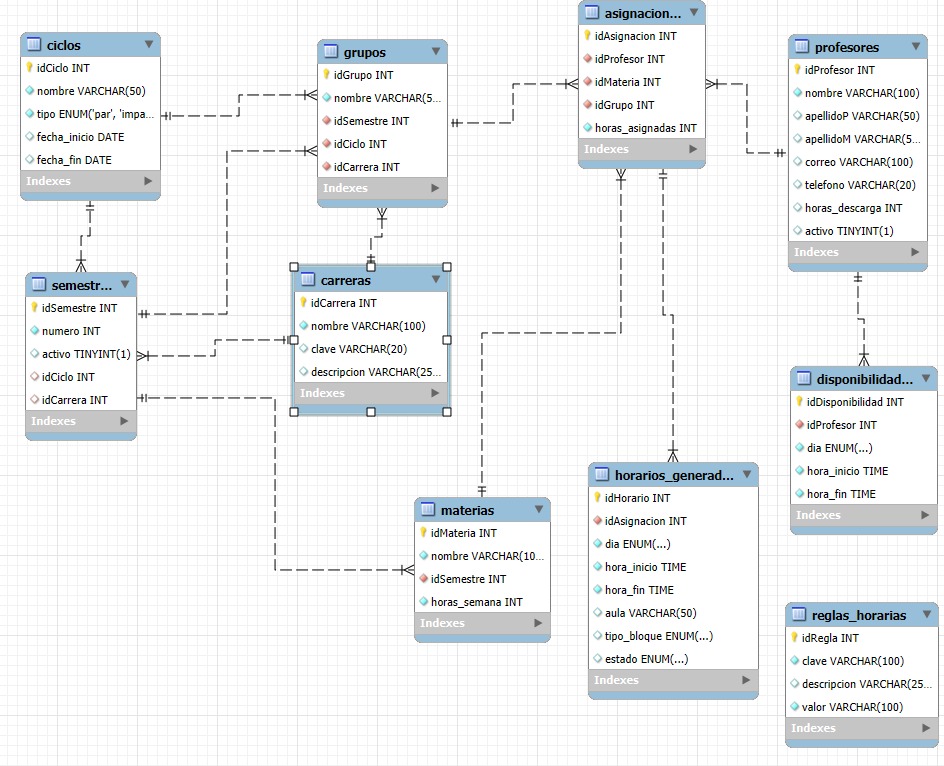 ciclos
idCiclo INT
nombre VARCHAR(50)
tipo ENUM('par', 'impa...
fecha_inicio DATE
fecha_fin DATE
Indexes
grupos
idGrupo INT
nombre VARCHAR(5...
idSemestre INT
idCiclo INT
idCarrera INT
Indexes
asignacion...
idAsignacion INT
idProfesor INT
idMateria INT
idGrupo INT
horas_asignadas INT
Indexes
profesores
idProfesor INT
nombre VARCHAR(100)
apellidoP VARCHAR(50)
apellidoM VARCHAR(5...
correo VARCHAR(100)
telefono VARCHAR(20)
horas_descarga INT
activo TINYINT(1)
Indexes
semestr...
idSemestre INT
numero INT
activo TINYINT(1)
idCiclo INT
idCarrera INT
Indexes
carreras
idCarrera INT
nombre VARCHAR(100)
clave VARCHAR(20)
descripcion VARCHAR(25...
Indexes
disponibilidad...
idDisponibilidad INT
idProfesor INT
dia ENUM(...)
hora_inicio TIME
hora_fin TIME
Indexes
materias
idMateria INT
nombre VARCHAR(10...
idSemestre INT
horas_semana INT
Indexes
horarios_generad...
idHorario INT
idAsignacion INT
dia ENUM(...)
hora_inicio TIME
hora_fin TIME
aula VARCHAR(50)
tipo_bloque ENUM(...)
estado ENUM(...)
Indexes
reglas_horarias
idRegla INT
clave VARCHAR(100)
descripcion VARCHAR(25...
valor VARCHAR(100)
Indexes